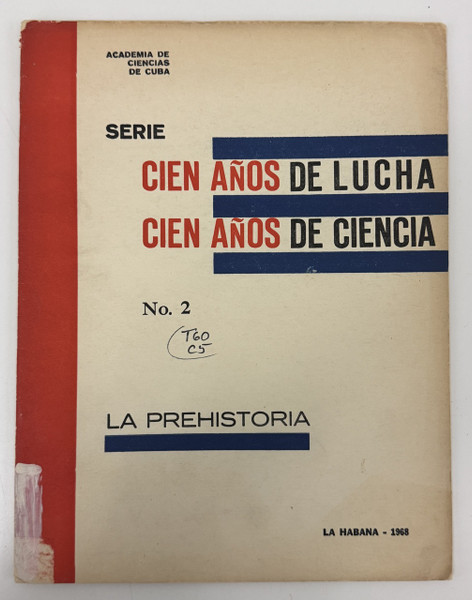 ACADEMIA DE
CIENCIAS
DE CUBA
SERIE
CIEN AÑOS DE LUCHA
CIEN AÑOS DE CIENCIA
No. 2
T60
C5
LA PREHISTORIA
LA HABANA - 1968